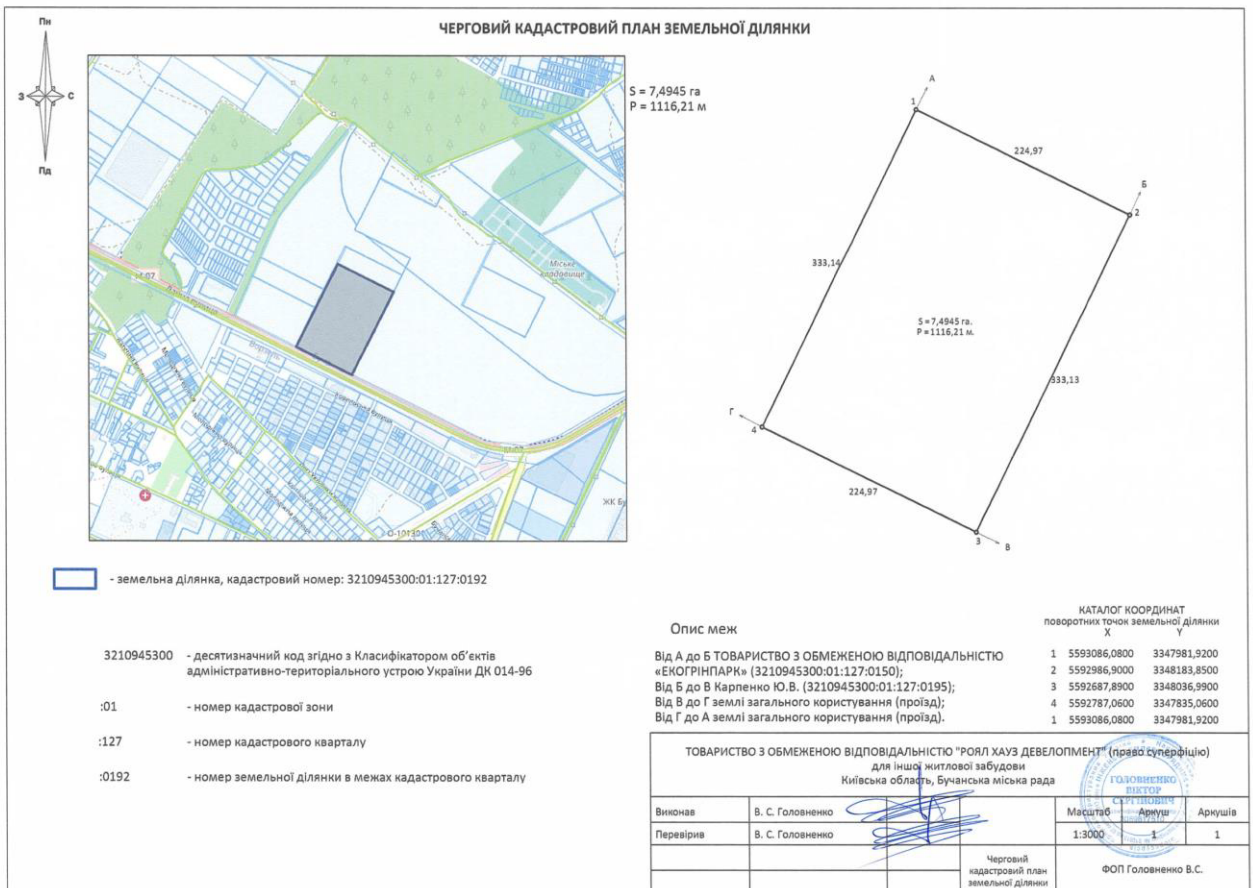 ЧЕРГОВИЙ КАДАСТРОВИЙ ПЛАН ЗЕМЕЛЬНОЇ ДІЛЯНКИ
Пн
З
С
Пд
S = 7,4945 га
P = 1116,21 м
Міське
кладовище
М-07
О-101301
ЖК Бу
А
1
224,97
Б
2
333,14
S = 7,4945 га.
P = 1116,21 м.
333,13
Г
4
224,97
3
В
- земельна ділянка, кадастровий номер: 3210945300:01:127:0192
3210945300 - десятизначний код згідно з Класифікатором об’єктів
адміністративно-територіального устрою України ДК 014-96
:01 - номер кадастрової зони
:127 - номер кадастрового кварталу
:0192 - номер земельної ділянки в межах кадастрового кварталу
Опис меж
Від А до Б ТОВАРИСТВО З ОБМЕЖЕНОЮ ВІДПОВІДАЛЬНІСТЮ
«ЕКОГРІНПАРК» (3210945300:01:127:0150);
Від Б до В Карпенко Ю.В. (3210945300:01:127:0195);
Від В до Г землі загального користування (проїзд);
Від Г до А землі загального користування (проїзд).
КАТАЛОГ КООРДИНАТ
поворотних точок земельної ділянки
X Y
1 5593086,0800 3347981,9200
2 5592986,9000 3348183,8500
3 5592687,8900 3348036,9900
4 5592787,0600 3347835,0600
1 5593086,0800 3347981,9200
ТОВАРИСТВО З ОБМЕЖЕНОЮ ВІДПОВІДАЛЬНІСТЮ "РОЯЛ ХАУЗ ДЕВЕЛОПМЕНТ" (право суперфіцію)
для іншої житлової забудови
Київська область, Бучанська міська рада
ГОЛОВНЕНКО
ВІКТОР
СЕРГІЙОВИЧ
Виконав В. С. Головненко Масштаб Аркуш Аркушів
Перевірив В. С. Головненко 1:3000 1 1
Черговий
кадастровий план
земельної ділянки
ФОП Головненко В.С.